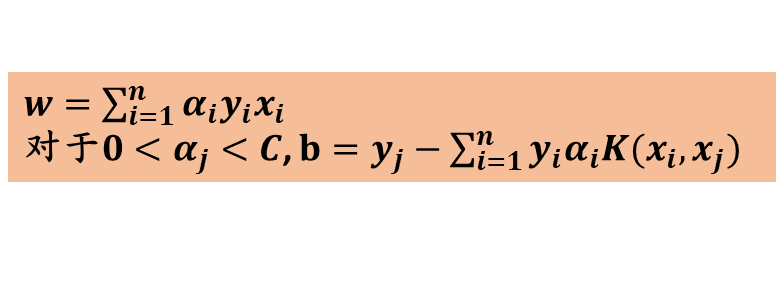 w = ∑ⁿᵢ₌₁ αᵢyᵢxᵢ
对于0 < αⱼ < C, b = yⱼ − ∑ⁿᵢ₌₁ yᵢαᵢK(xᵢ, xⱼ)